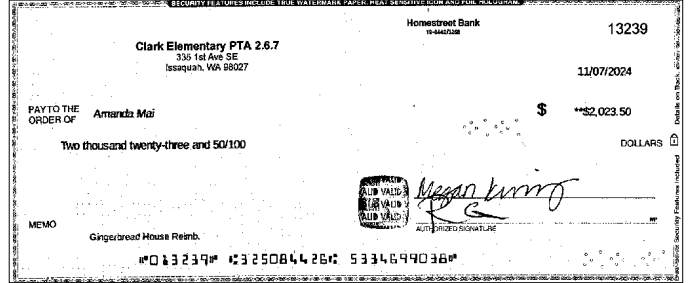 SECURITY FEATURES INCLUDE TRUE WATERMARK PAPER, HEAT SENSITIVE ICON AND FOIL HOLOGRAM
Homestreet Bank
13239
Clark Elementary PTA 2.6.7
335 1st Ave SE
Issaquah, WA 98027
11/07/2024
PAY TO THE
ORDER OF
Amanda Mai
$ **$2,023.50
Two thousand twenty-three and 50/100
DOLLARS
VALID
MEMO
Gingerbread House Reimb.
AUTHORIZED SIGNATURE
MP
Security Features Included
Details on Back.
⑈013239⑈ ⑆325084426⑆ 5334699038⑈